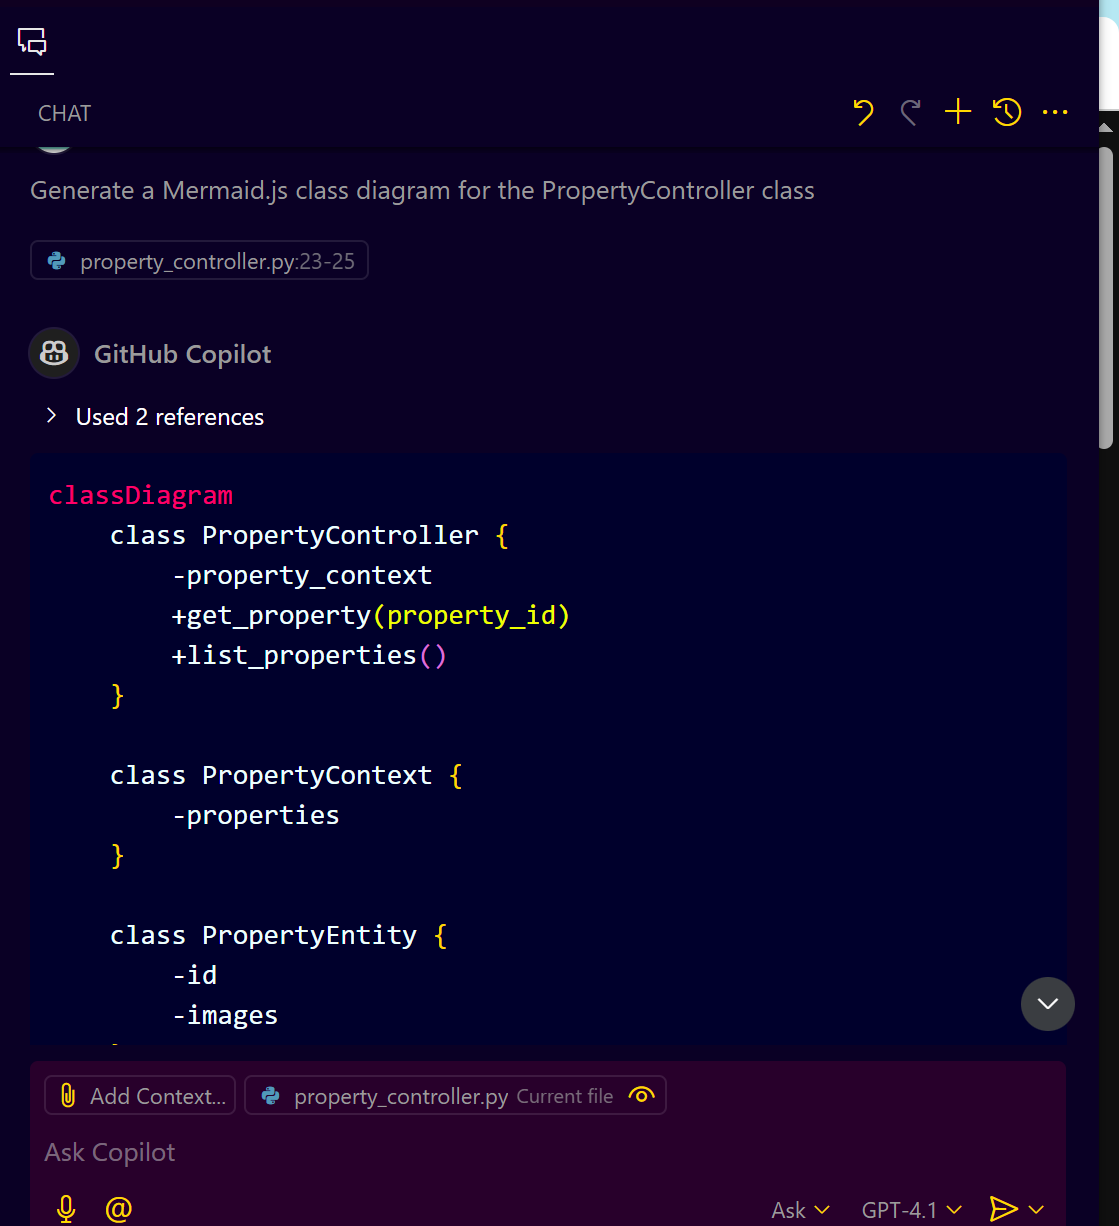 CHAT
Generate a Mermaid.js class diagram for the PropertyController class
property_controller.py:23-25
GitHub Copilot
Used 2 references
classDiagram
    class PropertyController {
        -property_context
        +get_property(property_id)
        +list_properties()
    }

    class PropertyContext {
        -properties
    }

    class PropertyEntity {
        -id
        -images
Add Context...
property_controller.py Current file
Ask Copilot
@ Ask GPT-4.1